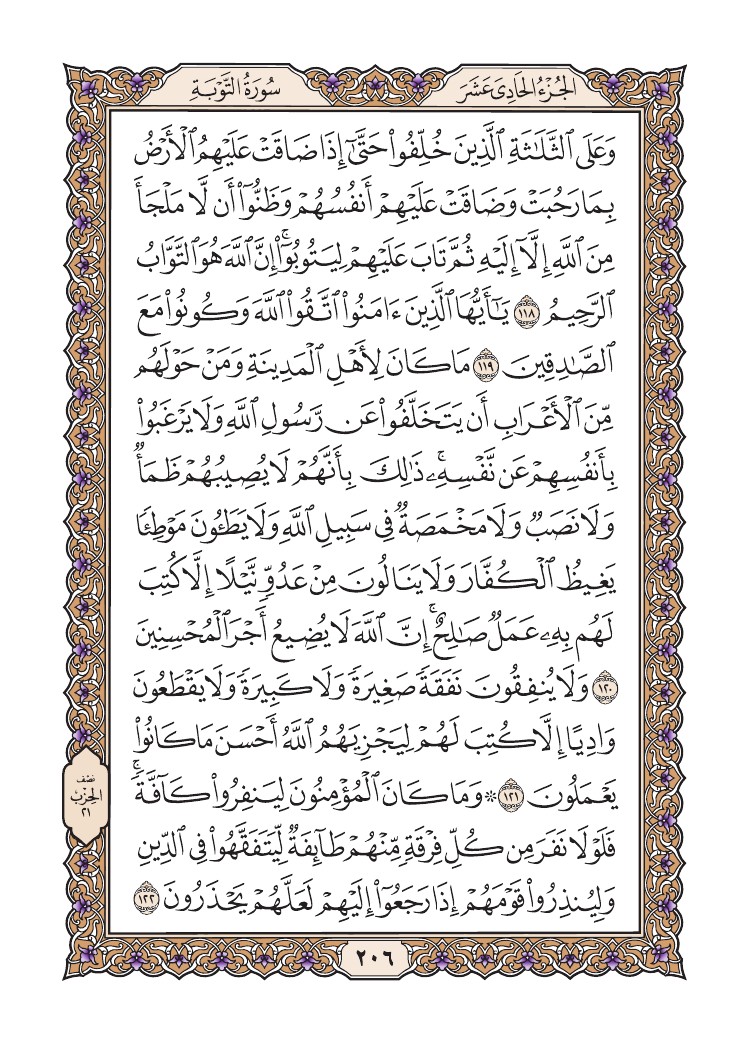 الجُزْءُ الحَادِي عَشَرَ
سُورَةُ التَّوْبَةِ
وَعَلَى ٱلثَّلَٰثَةِ ٱلَّذِينَ خُلِّفُوا۟ حَتَّىٰٓ إِذَا ضَاقَتْ عَلَيْهِمُ ٱلْأَرْضُ
بِمَا رَحُبَتْ وَضَاقَتْ عَلَيْهِمْ أَنفُسُهُمْ وَظَنُّوٓا۟ أَن لَّا مَلْجَأَ
مِنَ ٱللَّهِ إِلَّآ إِلَيْهِ ثُمَّ تَابَ عَلَيْهِمْ لِيَتُوبُوٓا۟ ۚ إِنَّ ٱللَّهَ هُوَ ٱلتَّوَّابُ
ٱلرَّحِيمُ ١١٨ يَٰٓأَيُّهَا ٱلَّذِينَ ءَامَنُوا۟ ٱتَّقُوا۟ ٱللَّهَ وَكُونُوا۟ مَعَ
ٱلصَّٰدِقِينَ ١١٩ مَا كَانَ لِأَهْلِ ٱلْمَدِينَةِ وَمَنْ حَوْلَهُم
مِّنَ ٱلْأَعْرَابِ أَن يَتَخَلَّفُوا۟ عَن رَّسُولِ ٱللَّهِ وَلَا يَرْغَبُوا۟
بِأَنفُسِهِمْ عَن نَّفْسِهِۦ ۚ ذَٰلِكَ بِأَنَّهُمْ لَا يُصِيبُهُمْ ظَمَأٌ
وَلَا نَصَبٌ وَلَا مَخْمَصَةٌ فِى سَبِيلِ ٱللَّهِ وَلَا يَطَـُٔونَ مَوْطِئًا
يَغِيظُ ٱلْكُفَّارَ وَلَا يَنَالُونَ مِنْ عَدُوٍّ نَّيْلًا إِلَّا كُتِبَ
لَهُم بِهِۦ عَمَلٌ صَٰلِحٌ ۚ إِنَّ ٱللَّهَ لَا يُضِيعُ أَجْرَ ٱلْمُحْسِنِينَ
١٢٠ وَلَا يُنفِقُونَ نَفَقَةً صَغِيرَةً وَلَا كَبِيرَةً وَلَا يَقْطَعُونَ
وَادِيًا إِلَّا كُتِبَ لَهُمْ لِيَجْزِيَهُمُ ٱللَّهُ أَحْسَنَ مَا كَانُوا۟
يَعْمَلُونَ ١٢١ ۞ وَمَا كَانَ ٱلْمُؤْمِنُونَ لِيَنفِرُوا۟ كَآفَّةً ۚ
فَلَوْلَا نَفَرَ مِن كُلِّ فِرْقَةٍ مِّنْهُمْ طَآئِفَةٌ لِّيَتَفَقَّهُوا۟ فِى ٱلدِّينِ
وَلِيُنذِرُوا۟ قَوْمَهُمْ إِذَا رَجَعُوٓا۟ إِلَيْهِمْ لَعَلَّهُمْ يَحْذَرُونَ ١٢٢
نصف
الحزب
٢١
٢٠٦